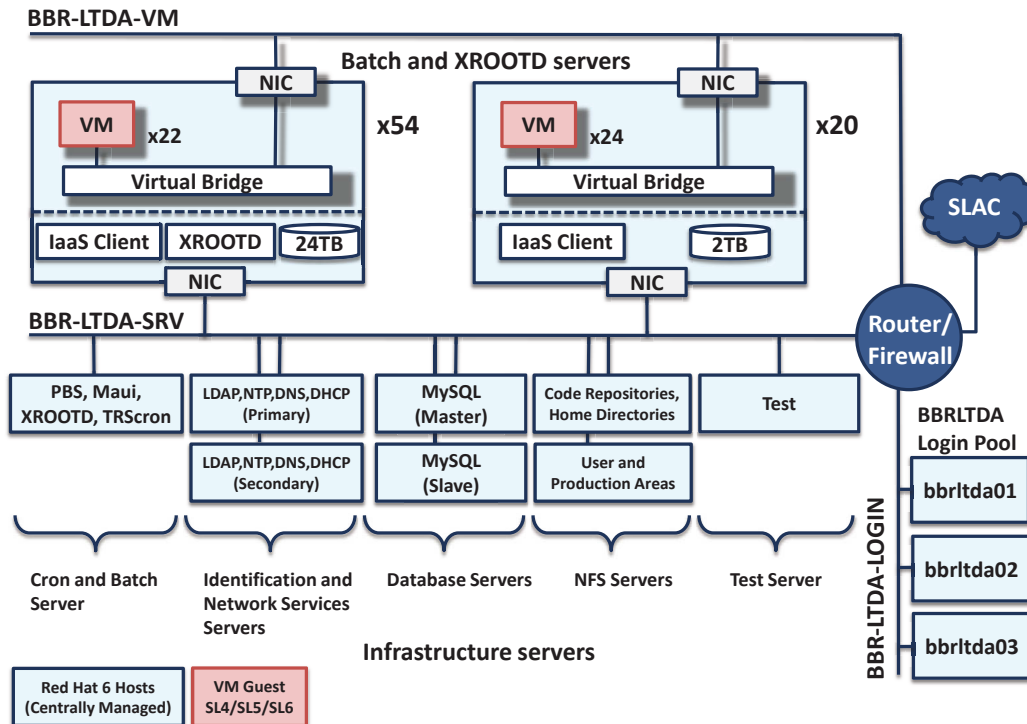 BBR-LTDA-VM
Batch and XROOTD servers
NIC
NIC
VM
x22
x54
VM
x24
x20
Virtual Bridge
Virtual Bridge
SLAC
IaaS Client
XROOTD
24TB
IaaS Client
2TB
NIC
NIC
BBR-LTDA-SRV
Router/
Firewall
PBS, Maui,
XROOTD, TRScron
LDAP,NTP,DNS,DHCP
(Primary)
MySQL
(Master)
Code Repositories,
Home Directories
Test
LDAP,NTP,DNS,DHCP
(Secondary)
MySQL
(Slave)
User and
Production Areas
BBRLTDA
Login Pool
bbrltda01
bbrltda02
bbrltda03
BBR-LTDA-LOGIN
Cron and Batch
Server
Identification and
Network Services
Servers
Database Servers
NFS Servers
Test Server
Infrastructure servers
Red Hat 6 Hosts
(Centrally Managed)
VM Guest
SL4/SL5/SL6